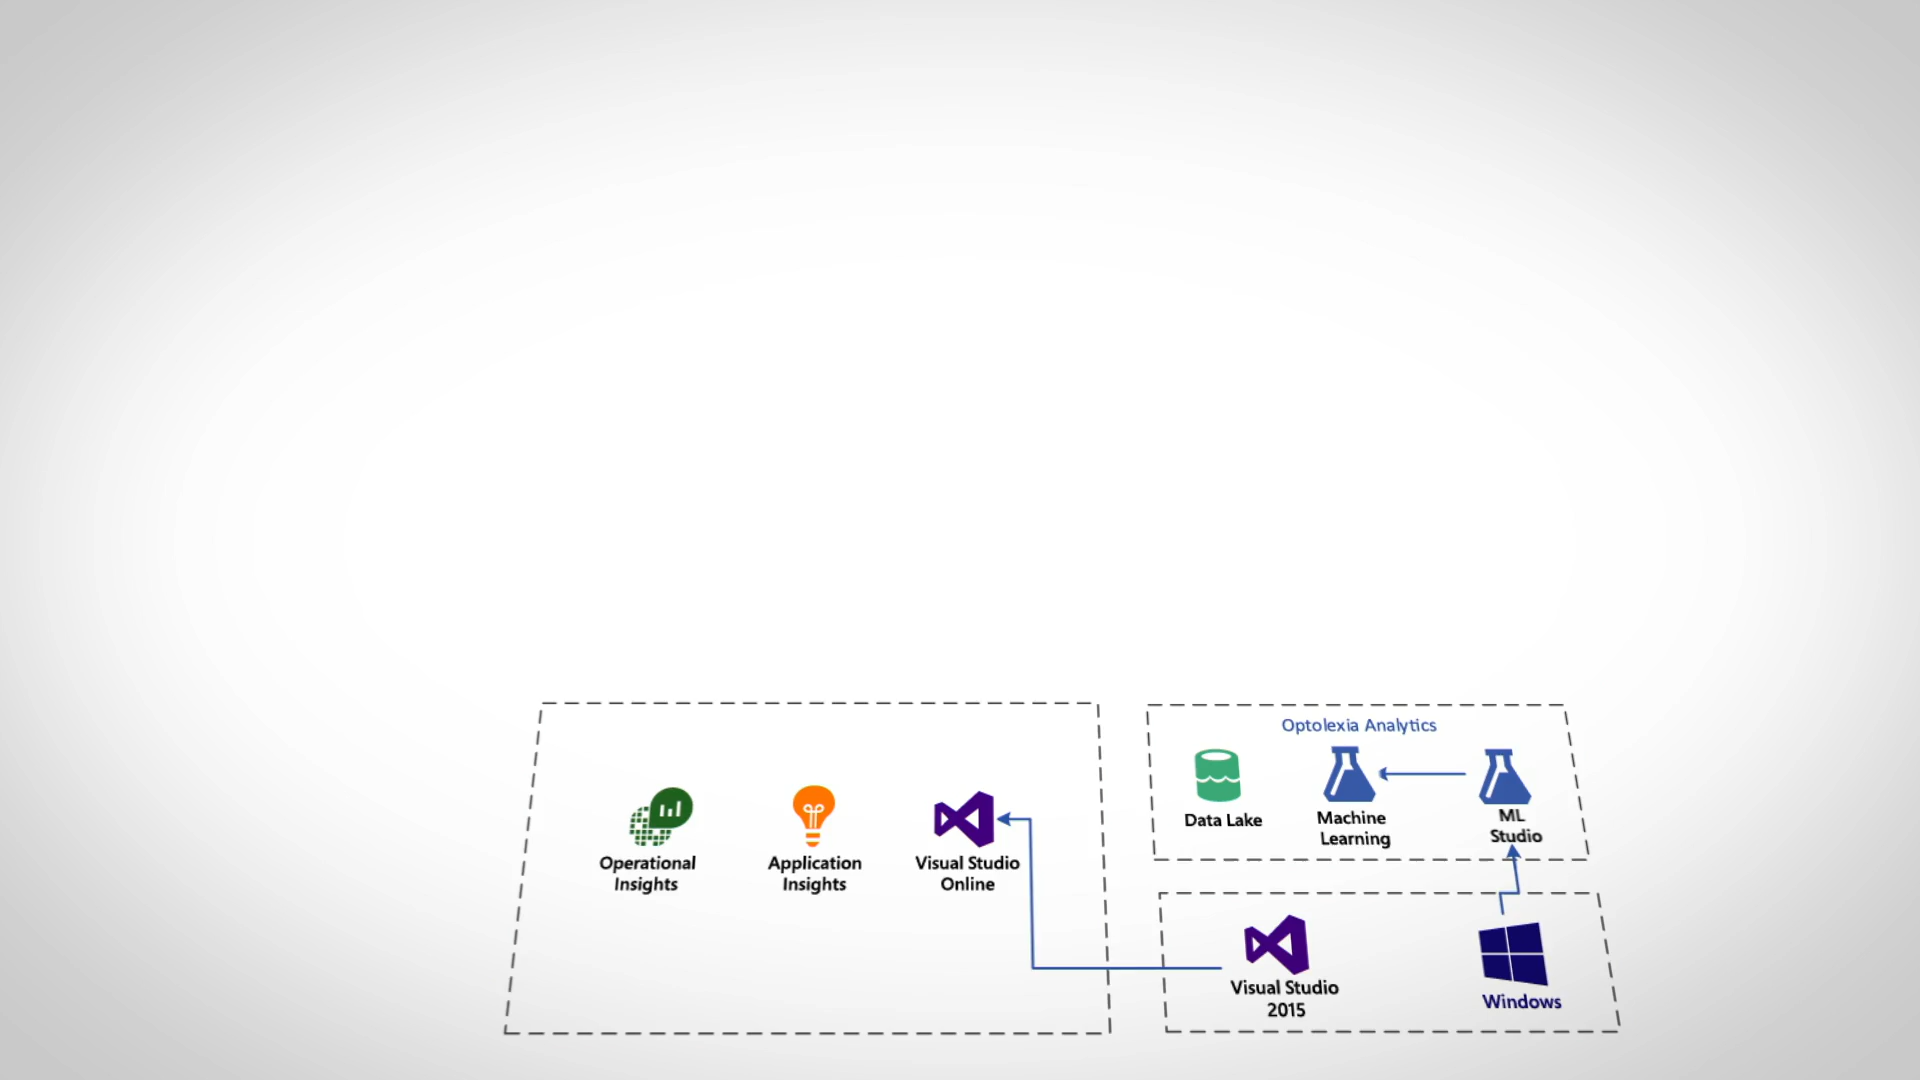 Operational
Insights
Application
Insights
Visual Studio
Online
Optolexia Analytics
Data Lake
Machine
Learning
ML
Studio
Visual Studio
2015
Windows